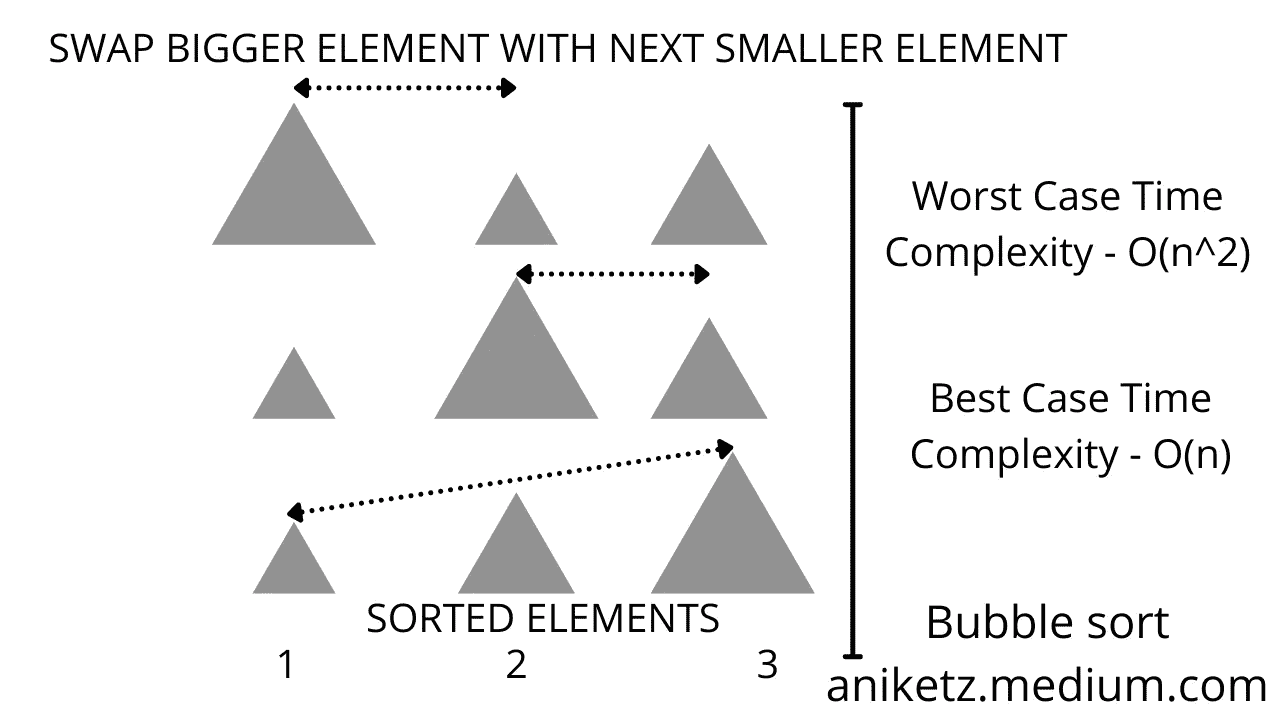 SWAP BIGGER ELEMENT WITH NEXT SMALLER ELEMENT
Worst Case Time
Complexity - O(n^2)
Best Case Time
Complexity - O(n)
SORTED ELEMENTS
1 2 3
Bubble sort
aniketz.medium.com